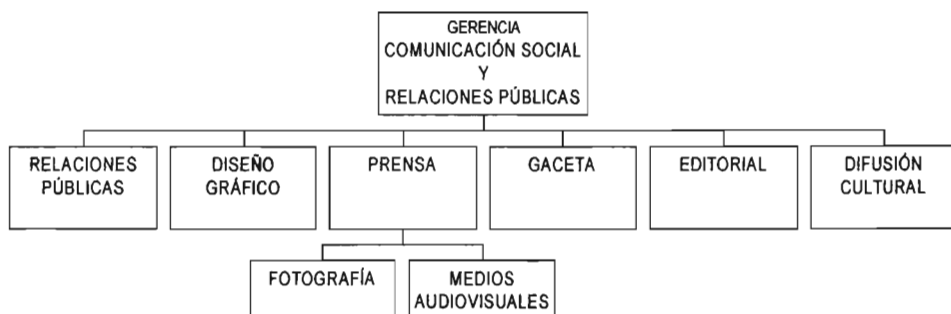 GERENCIA
COMUNICACIÓN SOCIAL
Y
RELACIONES PÚBLICAS
RELACIONES
PÚBLICAS
DISEÑO
GRÁFICO
PRENSA
GACETA
EDITORIAL
DIFUSIÓN
CULTURAL
FOTOGRAFÍA
MEDIOS
AUDIOVISUALES